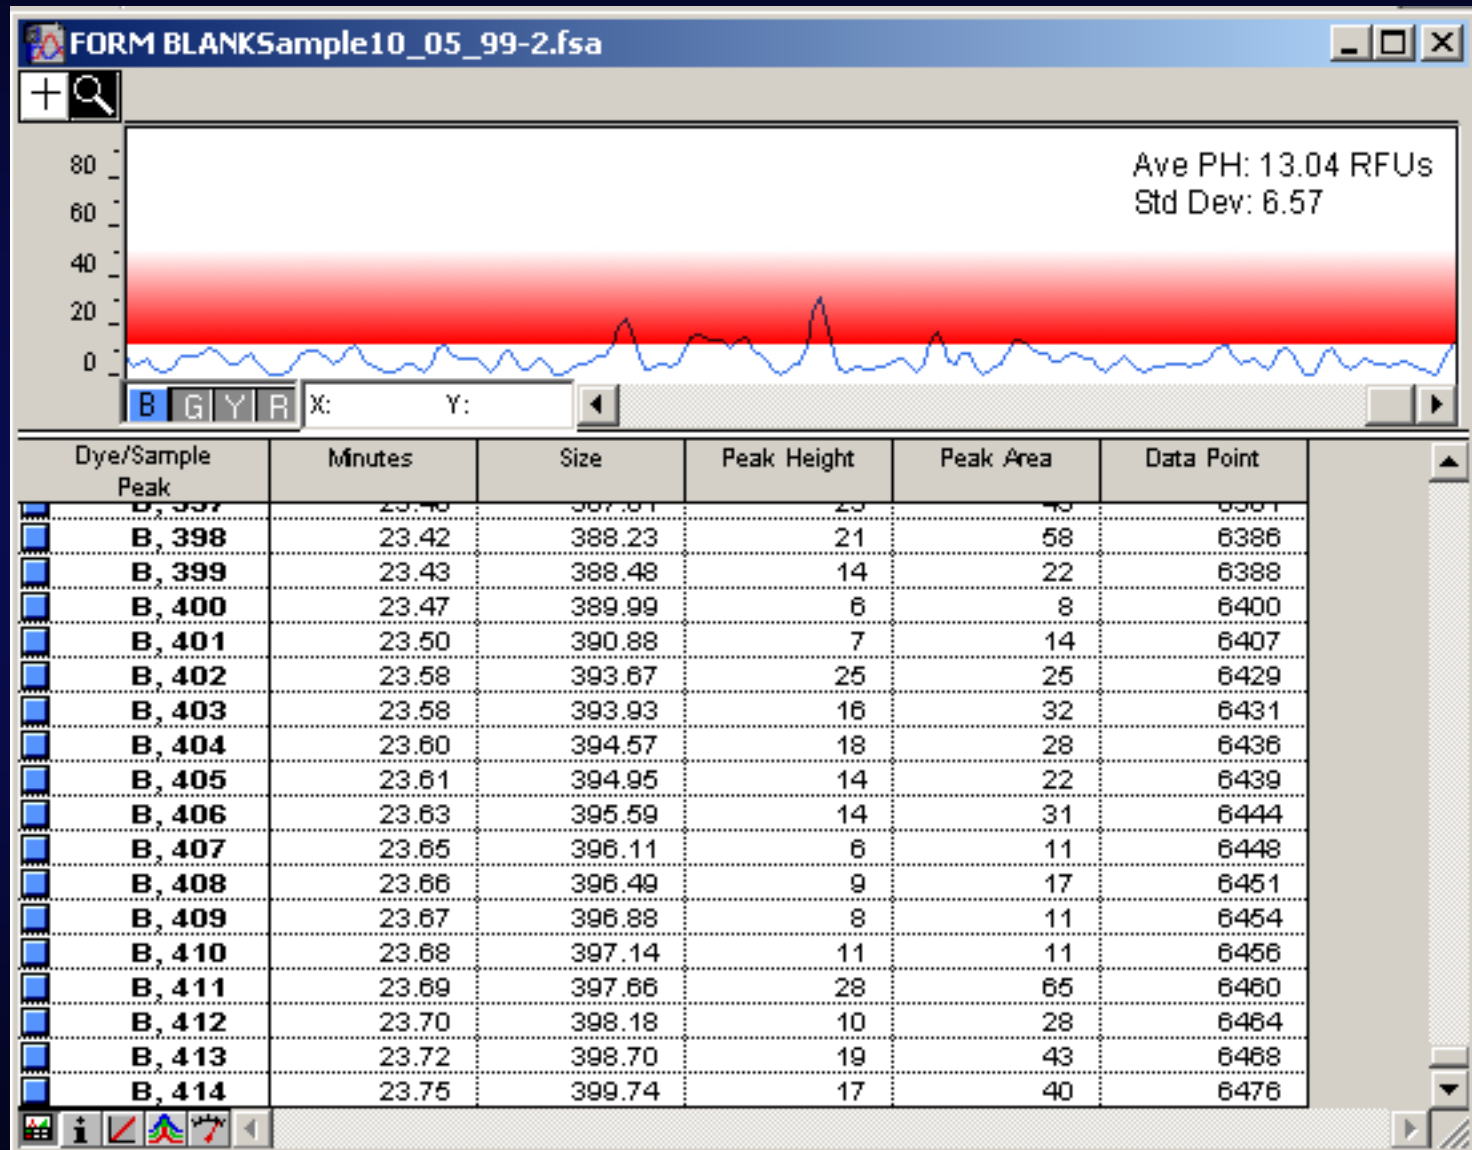 FORM BLANKSample10_05_99-2.fsa
Ave PH: 13.04 RFUs
Std Dev: 6.57
80
60
40
20
0
B G Y R X: Y:
Dye/Sample Peak Minutes Size Peak Height Peak Area Data Point
B, 398 23.42 388.23 21 58 6386
B, 399 23.43 388.48 14 22 6388
B, 400 23.47 389.99 6 8 6400
B, 401 23.50 390.88 7 14 6407
B, 402 23.58 393.67 25 25 6429
B, 403 23.58 393.93 16 32 6431
B, 404 23.60 394.57 18 28 6436
B, 405 23.61 394.95 14 22 6439
B, 406 23.63 395.59 14 31 6444
B, 407 23.65 396.11 6 11 6448
B, 408 23.66 396.49 9 17 6451
B, 409 23.67 396.88 8 11 6454
B, 410 23.68 397.14 11 11 6456
B, 411 23.69 397.66 28 65 6460
B, 412 23.70 398.18 10 28 6464
B, 413 23.72 398.70 19 43 6468
B, 414 23.75 399.74 17 40 6476